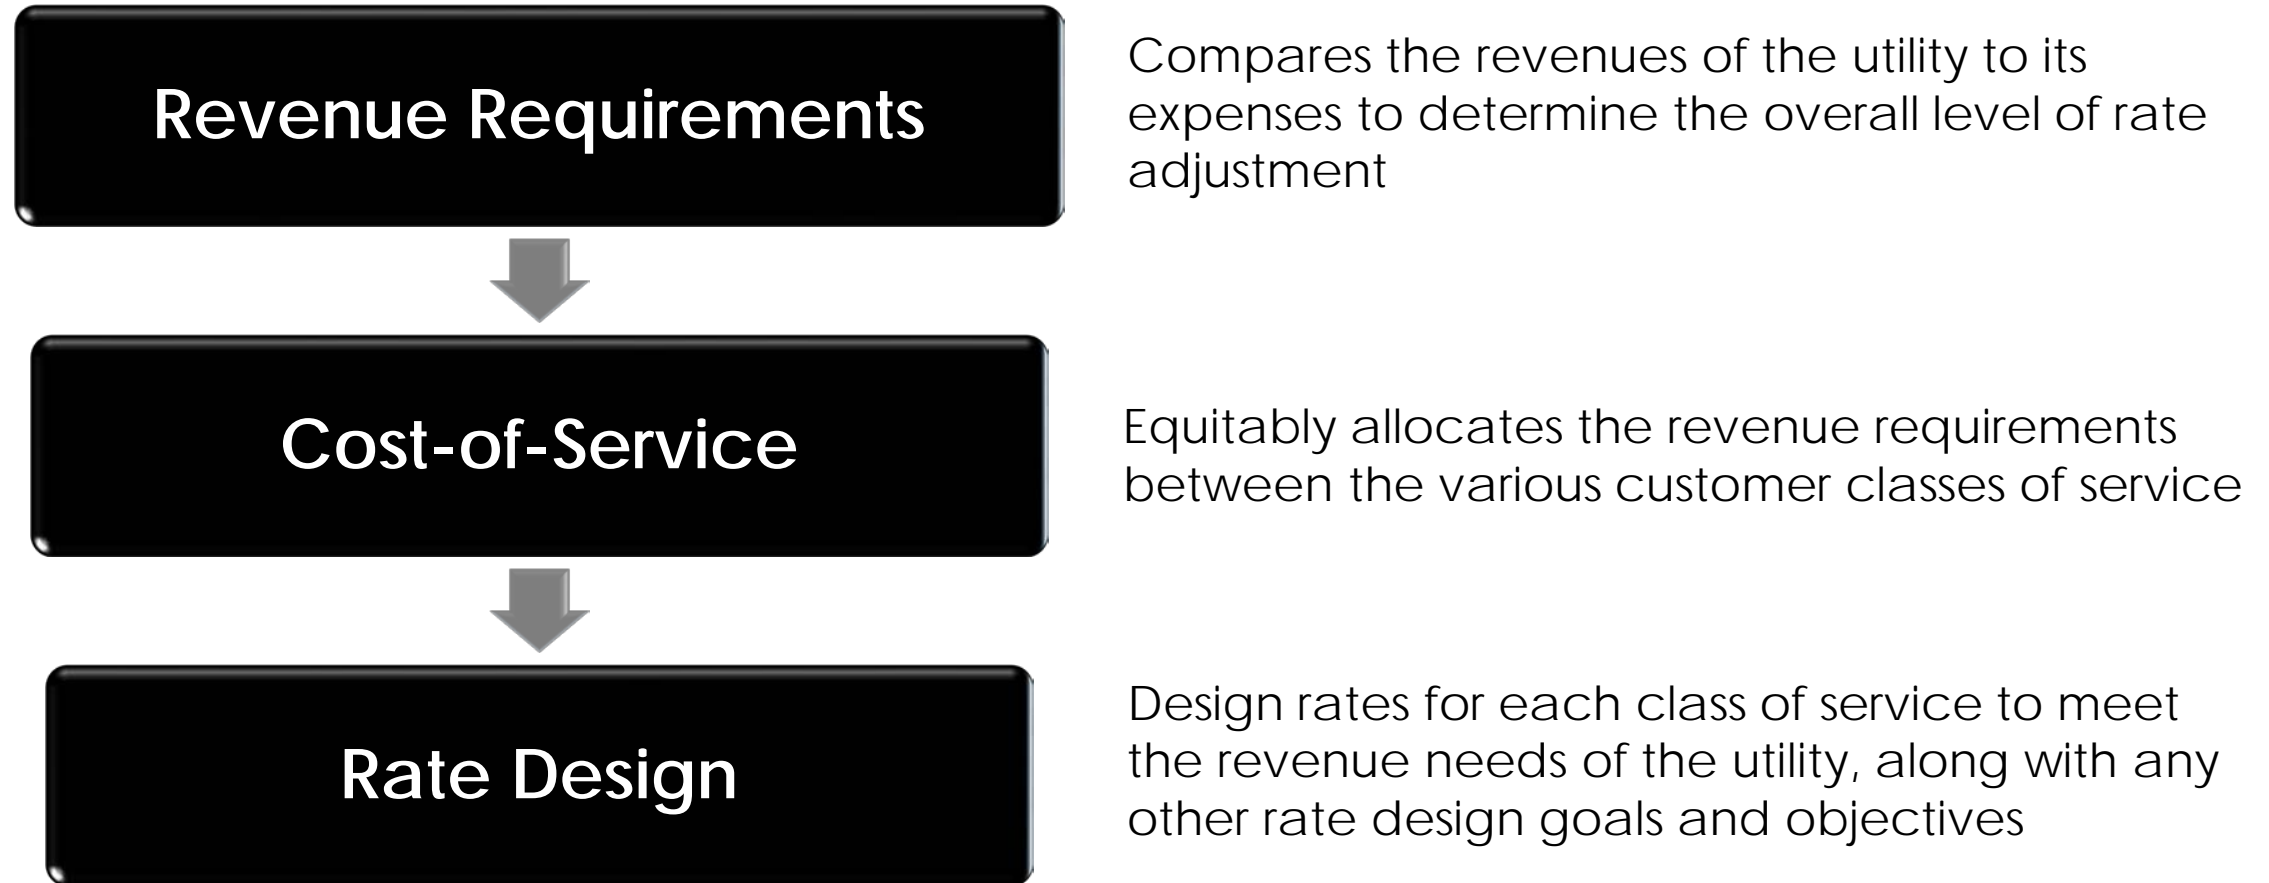 Revenue Requirements
Compares the revenues of the utility to its
expenses to determine the overall level of rate
adjustment
Cost-of-Service
Equitably allocates the revenue requirements
between the various customer classes of service
Rate Design
Design rates for each class of service to meet
the revenue needs of the utility, along with any
other rate design goals and objectives